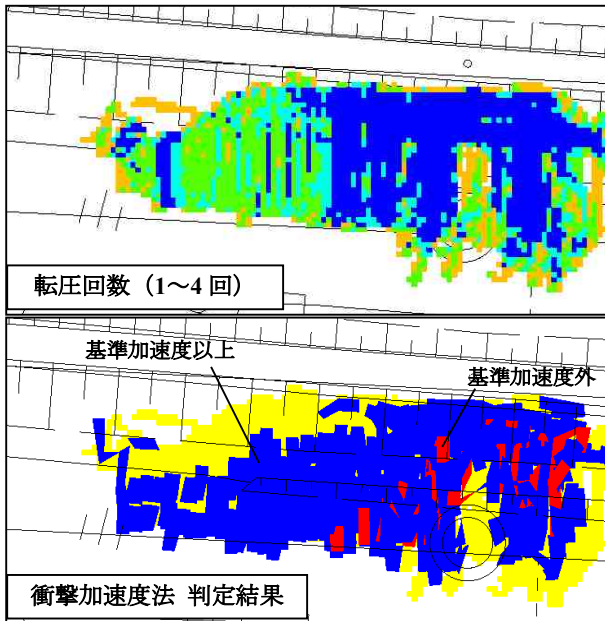 転圧回数（1～4 回）
基準加速度以上
基準加速度外
衝撃加速度法 判定結果